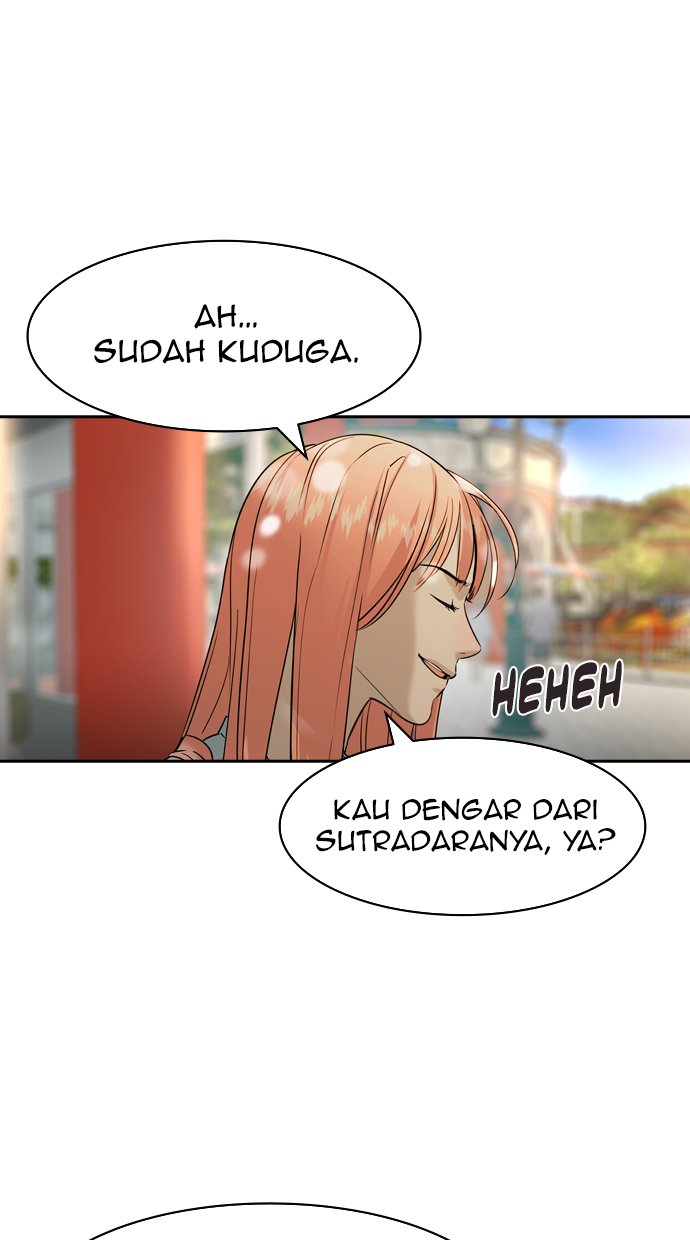 AH...
SUDAH KUDUGA.
HEHEH
KAU DENGAR DARI
SUTRADARANYA, YA?